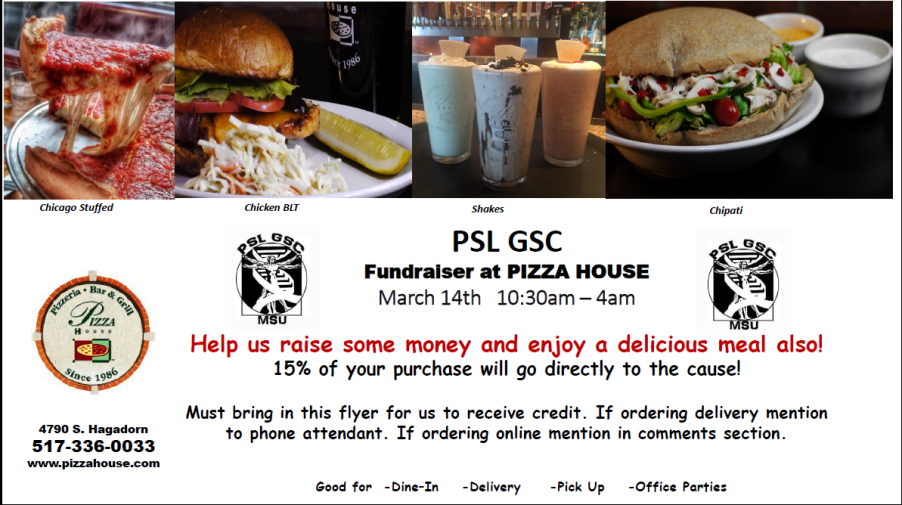 House
Since 1986
Chicago Stuffed
Chicken BLT
Shakes
Chipati
PSL GSC
Fundraiser at PIZZA HOUSE
March 14th 10:30am – 4am
PSL GSC
MSU
PSL GSC
MSU
Pizzeria • Bar & Grill
PIZZA
House
Since 1986
Help us raise some money and enjoy a delicious meal also!
15% of your purchase will go directly to the cause!
Must bring in this flyer for us to receive credit. If ordering delivery mention
to phone attendant. If ordering online mention in comments section.
4790 S. Hagadorn
517-336-0033
www.pizzahouse.com
Good for -Dine-In -Delivery -Pick Up -Office Parties